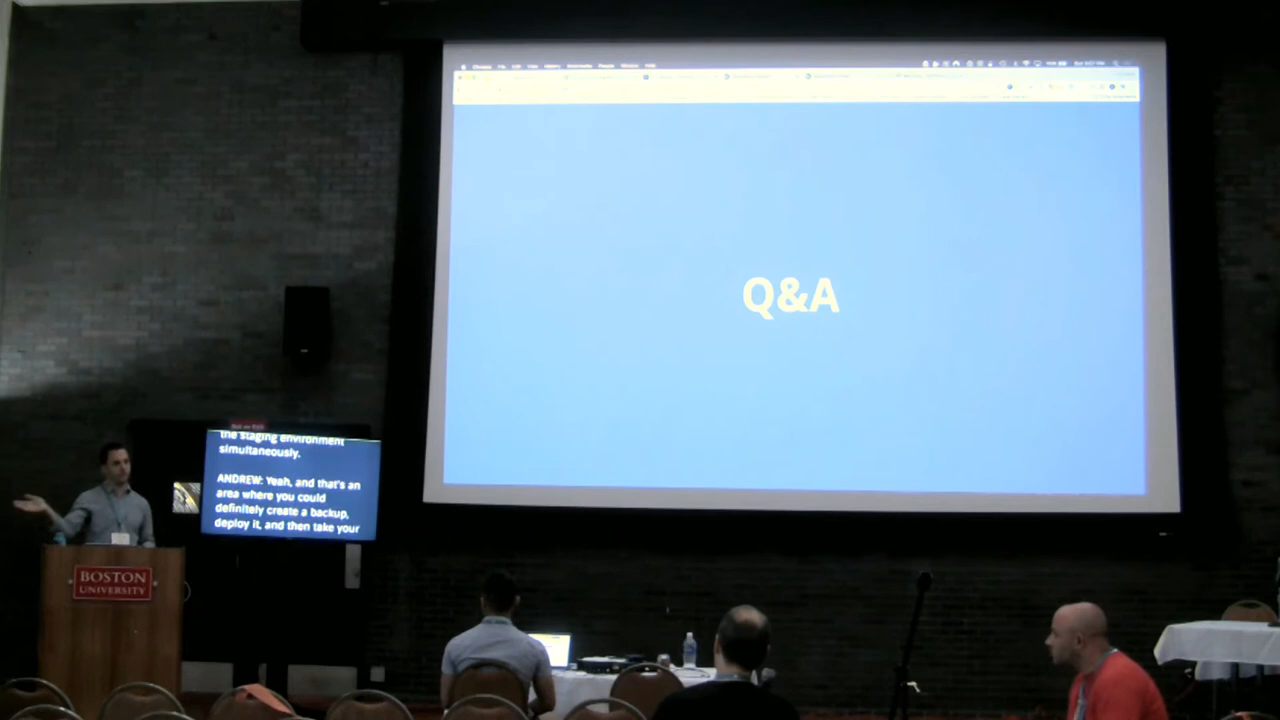 Q&A
the staging environment
simultaneously.
ANDREW: Yeah, and that's an
area where you could
definitely create a backup,
deploy it, and then take your
BOSTON
UNIVERSITY